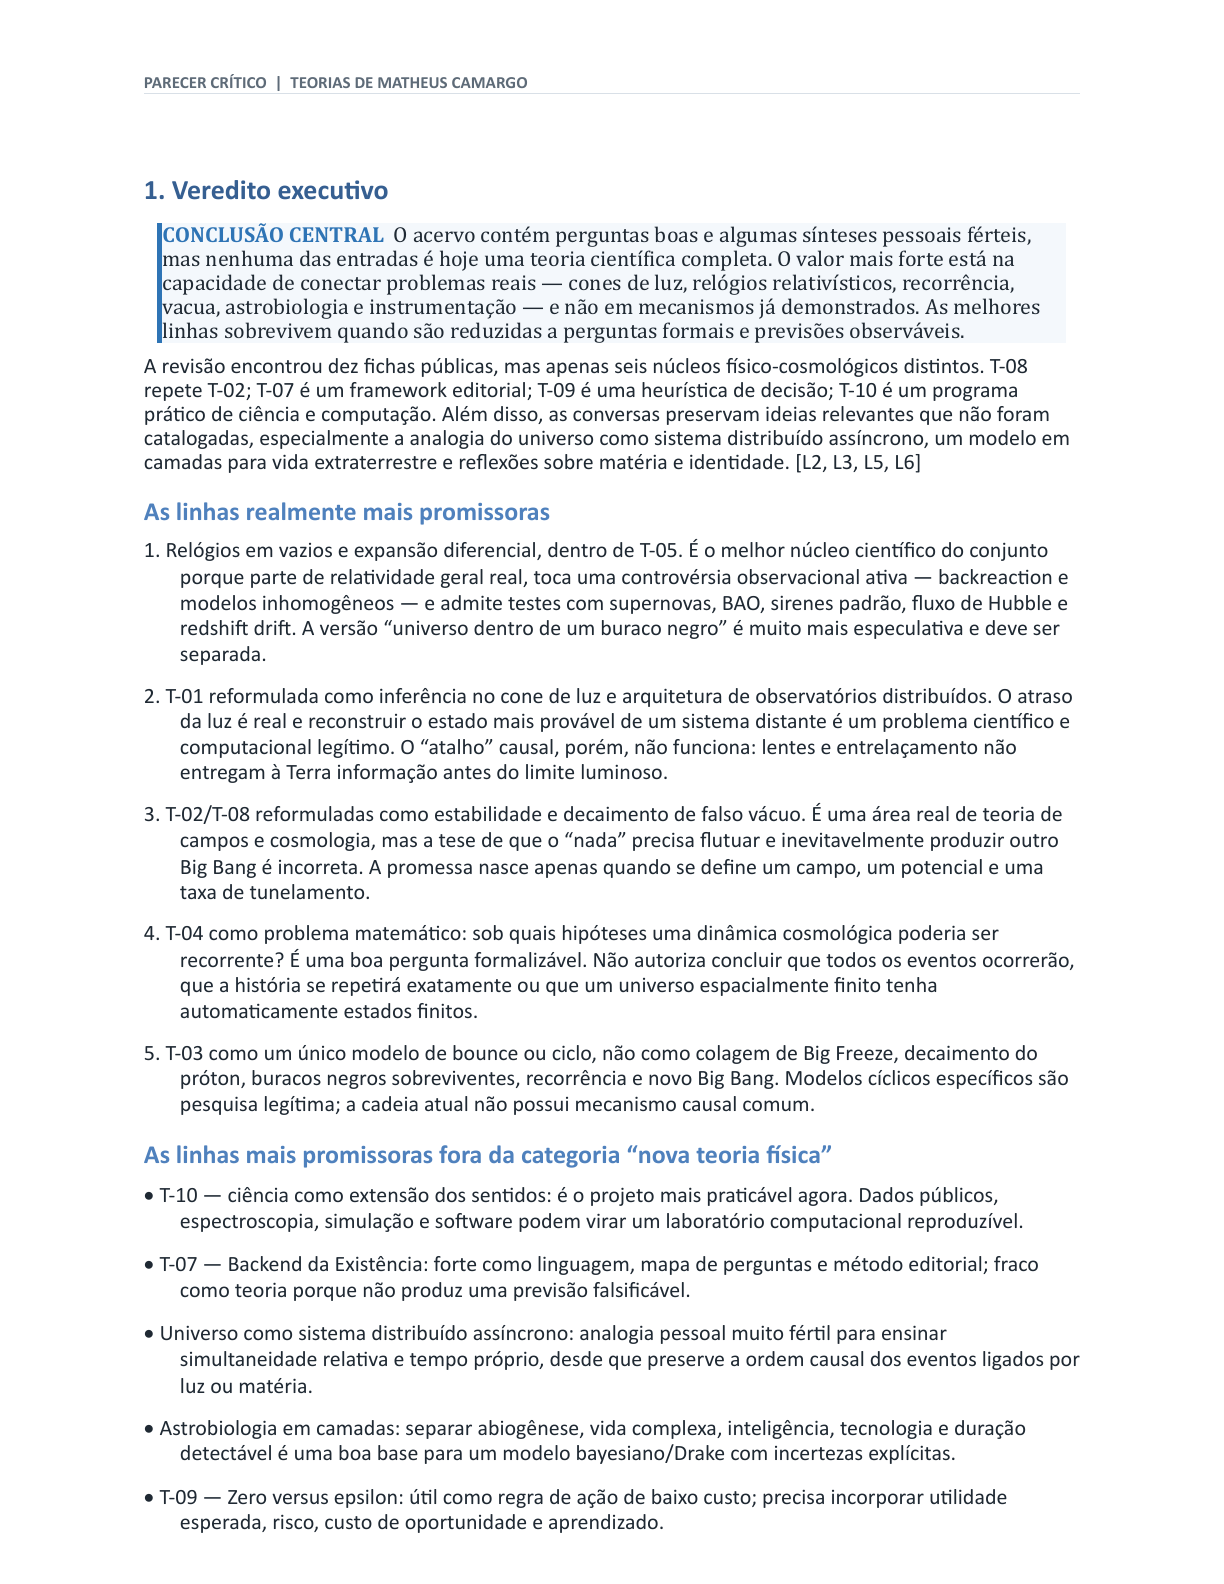 PARECER CRÍTICO | TEORIAS DE MATHEUS CAMARGO
1. Veredito executivo
CONCLUSÃO CENTRAL O acervo contém perguntas boas e algumas sínteses pessoais férteis,
mas nenhuma das entradas é hoje uma teoria científica completa. O valor mais forte está na
capacidade de conectar problemas reais — cones de luz, relógios relativísticos, recorrência,
vacua, astrobiologia e instrumentação — e não em mecanismos já demonstrados. As melhores
linhas sobrevivem quando são reduzidas a perguntas formais e previsões observáveis.
A revisão encontrou dez fichas públicas, mas apenas seis núcleos físico-cosmológicos distintos. T-08
repete T-02; T-07 é um framework editorial; T-09 é uma heurística de decisão; T-10 é um programa
prático de ciência e computação. Além disso, as conversas preservam ideias relevantes que não foram
catalogadas, especialmente a analogia do universo como sistema distribuído assíncrono, um modelo em
camadas para vida extraterrestre e reflexões sobre matéria e identidade. [L2, L3, L5, L6]
As linhas realmente mais promissoras
1. Relógios em vazios e expansão diferencial, dentro de T-05. É o melhor núcleo científico do conjunto
porque parte de relatividade geral real, toca uma controvérsia observacional ativa — backreaction e
modelos inhomogêneos — e admite testes com supernovas, BAO, sirenes padrão, fluxo de Hubble e
redshift drift. A versão “universo dentro de um buraco negro” é muito mais especulativa e deve ser
separada.
2. T-01 reformulada como inferência no cone de luz e arquitetura de observatórios distribuídos. O atraso
da luz é real e reconstruir o estado mais provável de um sistema distante é um problema científico e
computacional legítimo. O “atalho” causal, porém, não funciona: lentes e entrelaçamento não
entregam à Terra informação antes do limite luminoso.
3. T-02/T-08 reformuladas como estabilidade e decaimento de falso vácuo. É uma área real de teoria de
campos e cosmologia, mas a tese de que o “nada” precisa flutuar e inevitavelmente produzir outro
Big Bang é incorreta. A promessa nasce apenas quando se define um campo, um potencial e uma
taxa de tunelamento.
4. T-04 como problema matemático: sob quais hipóteses uma dinâmica cosmológica poderia ser
recorrente? É uma boa pergunta formalizável. Não autoriza concluir que todos os eventos ocorrerão,
que a história se repetirá exatamente ou que um universo espacialmente finito tenha
automaticamente estados finitos.
5. T-03 como um único modelo de bounce ou ciclo, não como colagem de Big Freeze, decaimento do
próton, buracos negros sobreviventes, recorrência e novo Big Bang. Modelos cíclicos específicos são
pesquisa legítima; a cadeia atual não possui mecanismo causal comum.
As linhas mais promissoras fora da categoria “nova teoria física”
• T-10 — ciência como extensão dos sentidos: é o projeto mais praticável agora. Dados públicos,
espectroscopia, simulação e software podem virar um laboratório computacional reproduzível.
• T-07 — Backend da Existência: forte como linguagem, mapa de perguntas e método editorial; fraco
como teoria porque não produz uma previsão falsificável.
• Universo como sistema distribuído assíncrono: analogia pessoal muito fértil para ensinar
simultaneidade relativa e tempo próprio, desde que preserve a ordem causal dos eventos ligados por
luz ou matéria.
• Astrobiologia em camadas: separar abiogênese, vida complexa, inteligência, tecnologia e duração
detectável é uma boa base para um modelo bayesiano/Drake com incertezas explícitas.
• T-09 — Zero versus epsilon: útil como regra de ação de baixo custo; precisa incorporar utilidade
esperada, risco, custo de oportunidade e aprendizado.